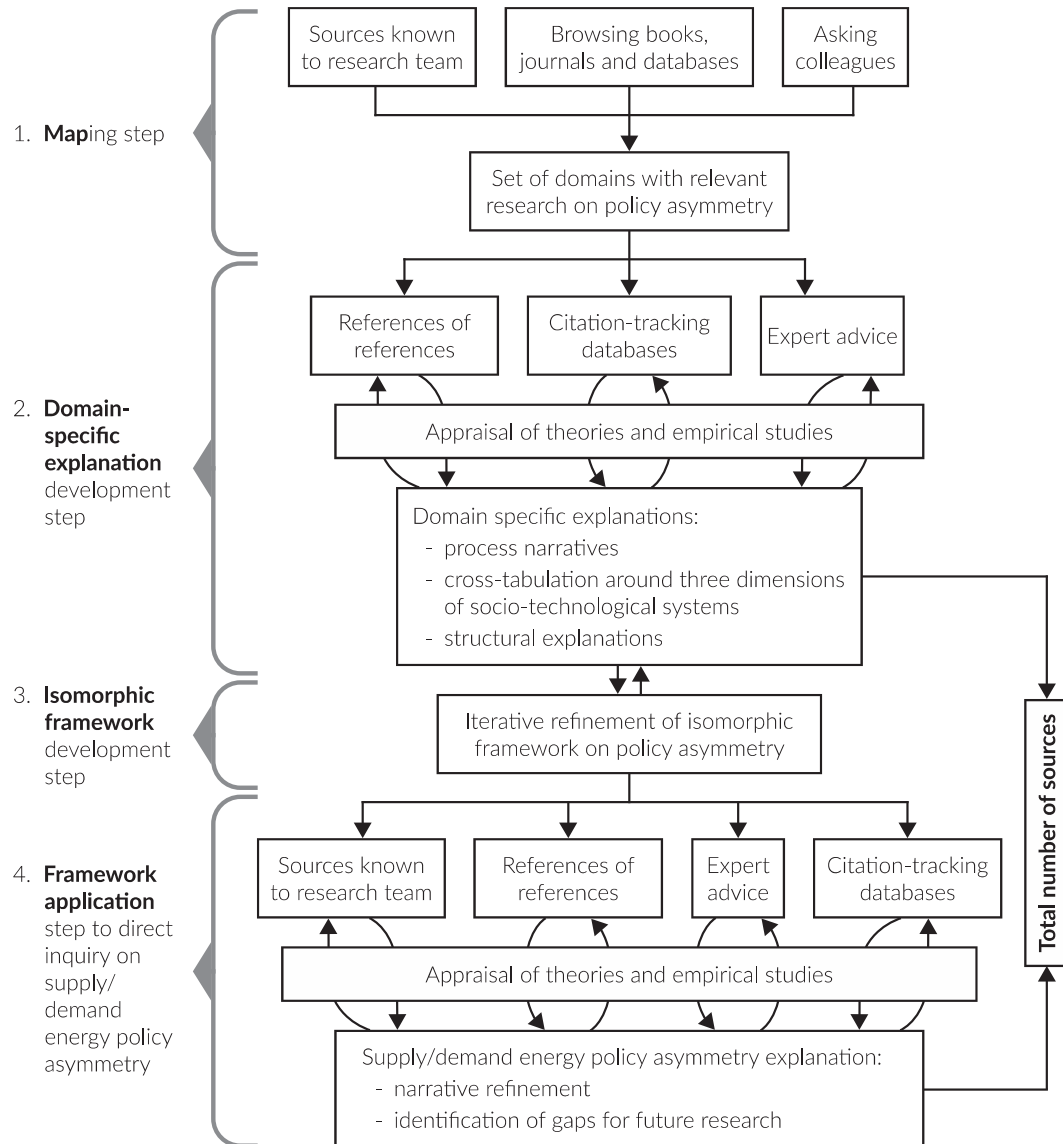 Sources known
to research team
Browsing books,
journals and databases
Asking
colleagues
1. Maping step
Set of domains with relevant
research on policy asymmetry
References of
references
Citation-tracking
databases
Expert advice
2. Domain-
specific
explanation
development
step
Appraisal of theories and empirical studies
Domain specific explanations:
- process narratives
- cross-tabulation around three dimensions
of socio-technological systems
- structural explanations
3. Isomorphic
framework
development
step
Iterative refinement of isomorphic
framework on policy asymmetry
Total number of sources
Sources known
to research team
References of
references
Expert
advice
Citation-tracking
databases
4. Framework
application
step to direct
inquiry on
supply/
demand
energy policy
asymmetry
Appraisal of theories and empirical studies
Supply/demand energy policy asymmetry explanation:
- narrative refinement
- identification of gaps for future research